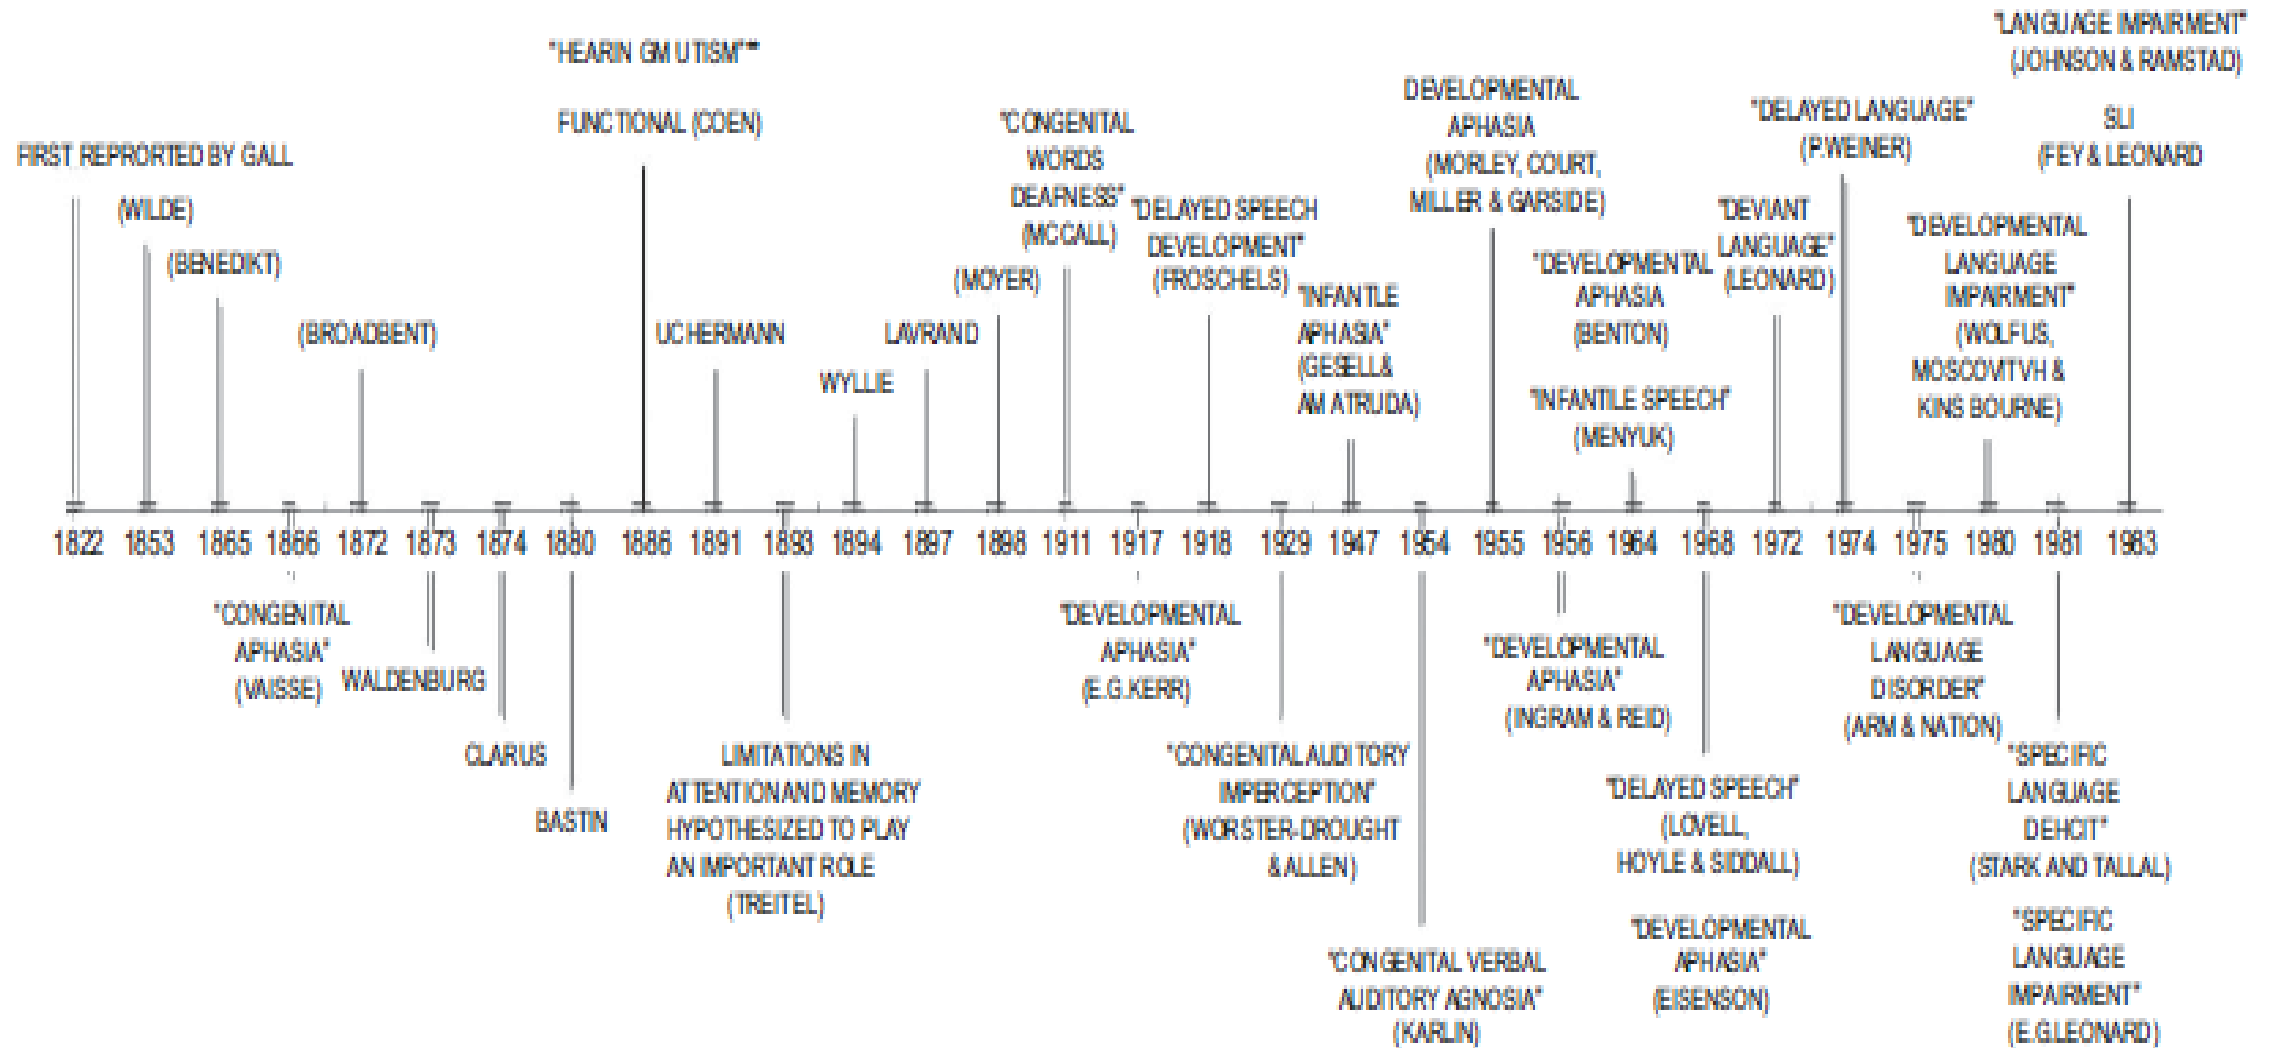 "LANGUAGE IMPAIRMENT"
(JOHNSON & RAMSTAD)
SLI
(FEY & LEONARD
"HEARIN GM UTISM"*"
FUNCTIONAL (COEN)
DEVELOPMENTAL
APHASIA
(MORLEY, COURT,
MILLER & GARSIDE)
"DELAYED LANGUAGE"
(P.WEINER)
"CONGENITAL
WORDS
DEAFNESS"
(MCCALL)
FIRST REPRORTED BY GALL
(WILDE)
(BENEDIKT)
(BROADBENT)
UCHERMANN
WYLLIE
LAVRAND
(MOYER)
"DELAYED SPEECH
DEVELOPMENT"
(FROSCHELS)
"INFANTLE
APHASIA"
(GESELL&
AM ATRUDA)
"DEVELOPMENTAL
APHASIA
(BENTON)
"INFANTILE SPEECH"
(MENYUK)
"DEVIANT
LANGUAGE"
(LEONARD)
"DEVELOPMENTAL
LANGUAGE
IMPAIRMENT"
(WOLFUS,
MOSCOVITVH &
KINS BOURNE)
1822 1853 1865 1866 1872 1873 1874 1880 1886 1891 1893 1894 1897 1898 1911 1917 1918 1929 1947 1954 1955 1956 1964 1968 1972 1974 1975 1980 1981 1983
"CONGENITAL
APHASIA"
(VAISSE)
WALDENBURG
CLARUS
BASTIN
LIMITATIONS IN
ATTENTION AND MEMORY
HYPOTHESIZED TO PLAY
AN IMPORTANT ROLE
(TREITEL)
"DEVELOPMENTAL
APHASIA"
(E.G.KERR)
"CONGENITAL AUDITORY
IMPERCEPTION"
(WORSTER-DROUGHT
& ALLEN)
"CONGENITAL VERBAL
AUDITORY AGNOSIA"
(KARLIN)
"DEVELOPMENTAL
APHASIA"
(INGRAM & REID)
"DELAYED SPEECH"
(LOVELL,
HOYLE & SIDDALL)
"DEVELOPMENTAL
APHASIA"
(EISENSON)
"DEVELOPMENTAL
LANGUAGE
DISORDER"
(ARM & NATION)
"SPECIFIC
LANGUAGE
DEHCIT"
(STARK AND TALLAL)
"SPECIFIC
LANGUAGE
IMPAIRMENT"
(E.G.LEONARD)